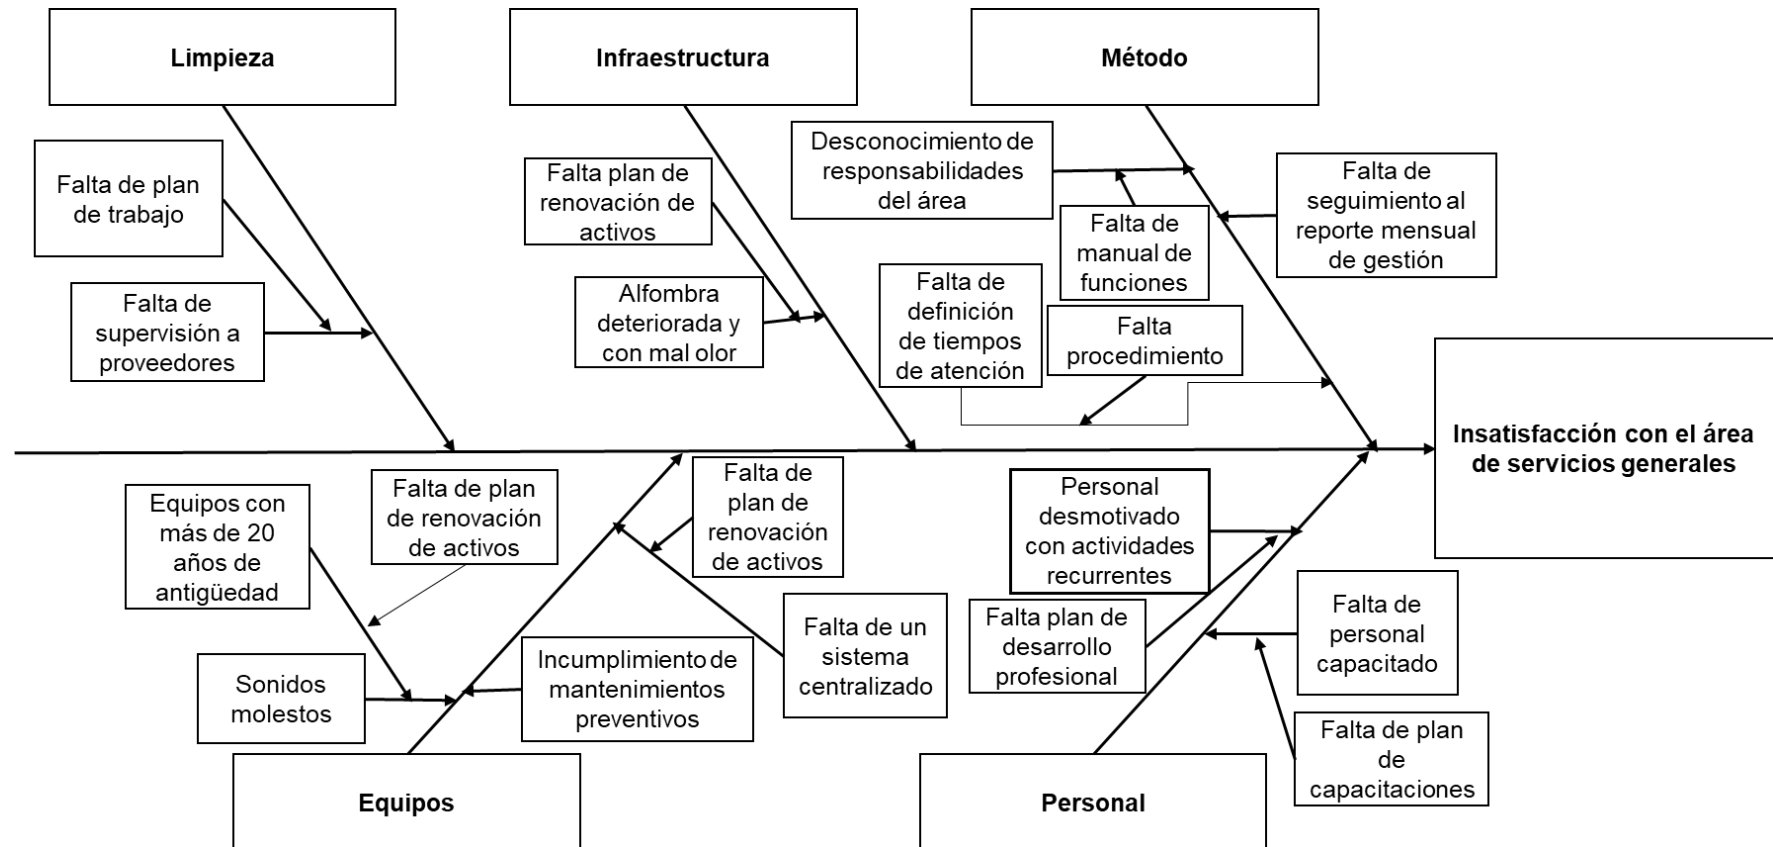 Limpieza
Infraestructura
Método
Falta de plan
de trabajo
Falta de
supervisión a
proveedores
Falta plan de
renovación de
activos
Alfombra
deteriorada y
con mal olor
Desconocimiento de
responsabilidades
del área
Falta de
manual de
funciones
Falta de
seguimiento al
reporte mensual
de gestión
Falta de
definición
de tiempos
de atención
Falta
procedimiento
Insatisfacción con el área
de servicios generales
Equipos con
más de 20
años de
antigüedad
Falta de plan
de renovación
de activos
Falta de
plan de
renovación
de activos
Sonidos
molestos
Incumplimiento de
mantenimientos
preventivos
Falta de un
sistema
centralizado
Personal
desmotivado
con actividades
recurrentes
Falta plan de
desarrollo
profesional
Falta de
personal
capacitado
Falta de plan
de
capacitaciones
Equipos
Personal